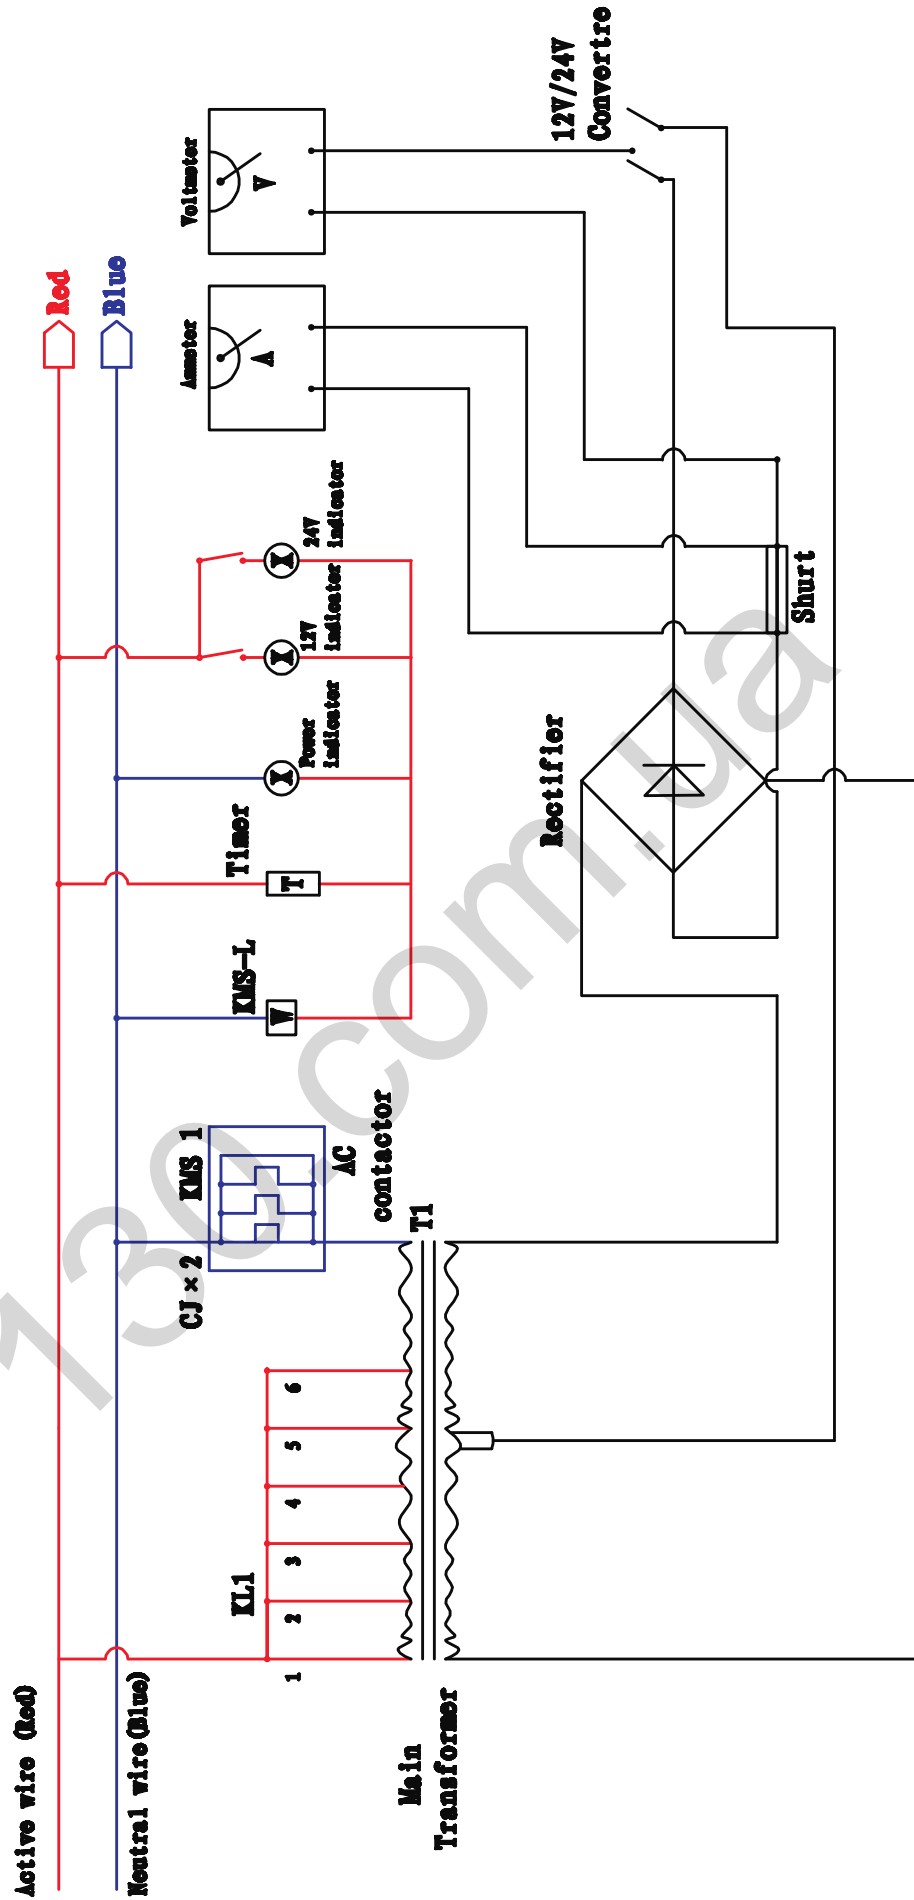 Active wire (Red)
Neutral wire(Blue)
Red
Blue
Main
Transformer
KL1
1
2
3
4
5
6
T1
CJ×2
KMS 1
AC
contactor
KMS-L
W
Timer
T
X
Power
indicator
X
12V
indicator
X
24V
indicator
Ammeter
A
Voltmeter
V
12V/24V
Convertro
Rectifier
Shurt
130.com.ua